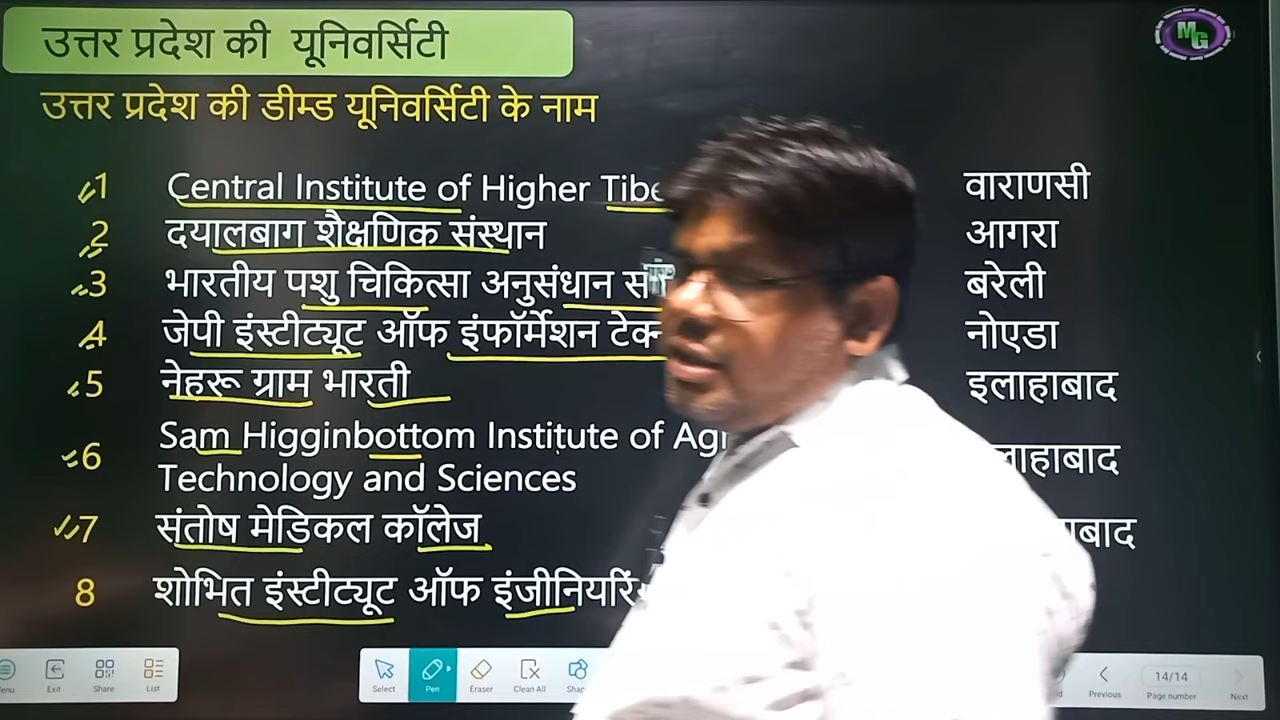 उत्तर प्रदेश की यूनिवर्सिटी
MG
उत्तर प्रदेश की डीम्ड यूनिवर्सिटी के नाम
1 Central Institute of Higher वाराणसी
2 दयालबाग शैक्षणिक संस्थान आगरा
3 भारतीय पशु चिकित्सा अनुसंधान बरेली
4 जेपी इंस्टीट्यूट ऑफ इंफॉर्मेशन नोएडा
5 नेहरू ग्राम भारती इलाहाबाद
6 Sam Higginbottom Institute of
Technology and Sciences
7 संतोष मेडिकल कॉलेज
8 शोभित इंस्टीट्यूट ऑफ
Exit Share List Select Pen Eraser Clean All Previous 14/14 Page number Next